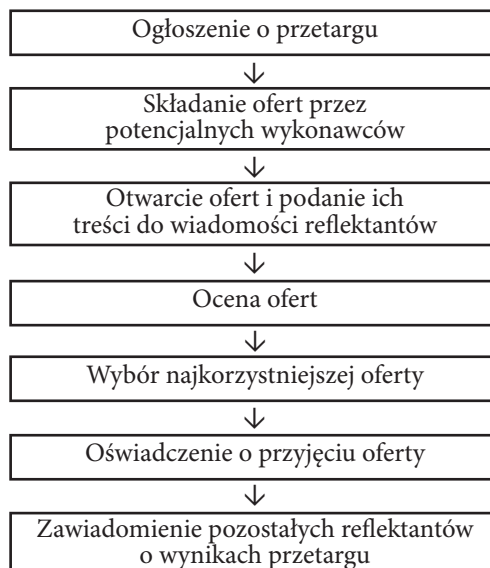 Ogłoszenie o przetargu
↓
Składanie ofert przez
potencjalnych wykonawców
↓
Otwarcie ofert i podanie ich
treści do wiadomości reflektantów
↓
Ocena ofert
↓
Wybór najkorzystniejszej oferty
↓
Oświadczenie o przyjęciu oferty
↓
Zawiadomienie pozostałych reflektantów
o wynikach przetargu